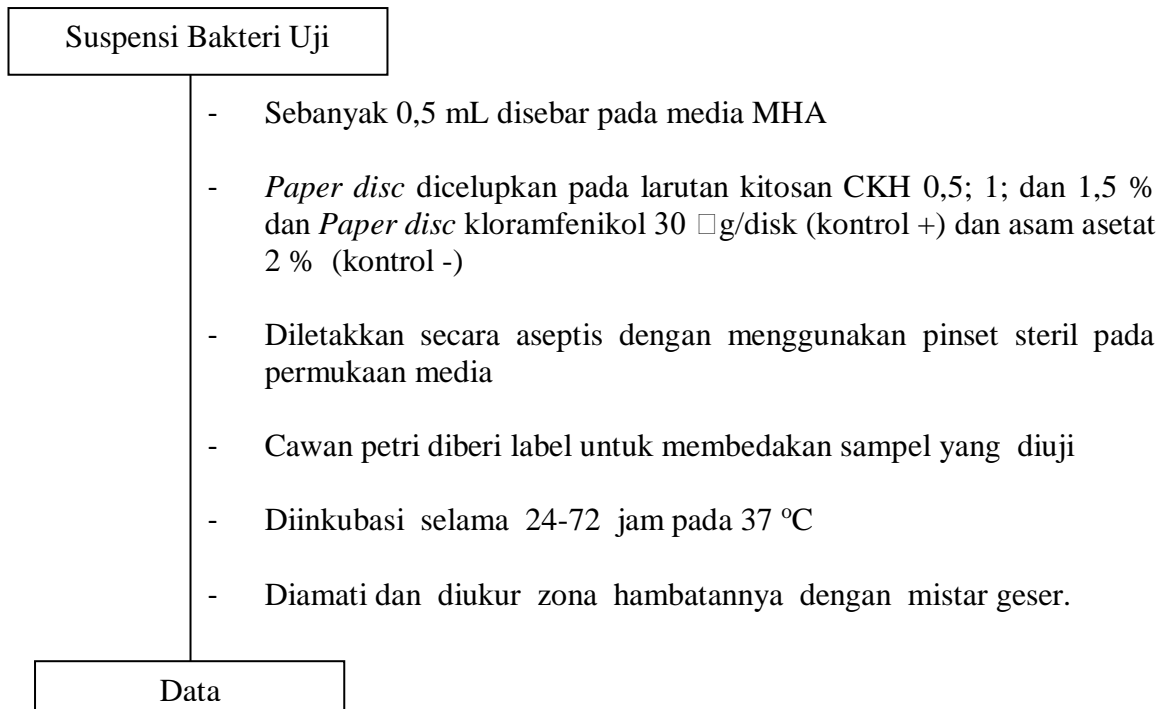 Suspensi Bakteri Uji
- Sebanyak 0,5 mL disebar pada media MHA
- Paper disc dicelupkan pada larutan kitosan CKH 0,5; 1; dan 1,5 %
dan Paper disc kloramfenikol 30 □g/disk (kontrol +) dan asam asetat
2 % (kontrol -)
- Diletakkan secara aseptis dengan menggunakan pinset steril pada
permukaan media
- Cawan petri diberi label untuk membedakan sampel yang diuji
- Diinkubasi selama 24-72 jam pada 37 ºC
- Diamati dan diukur zona hambatannya dengan mistar geser.
Data